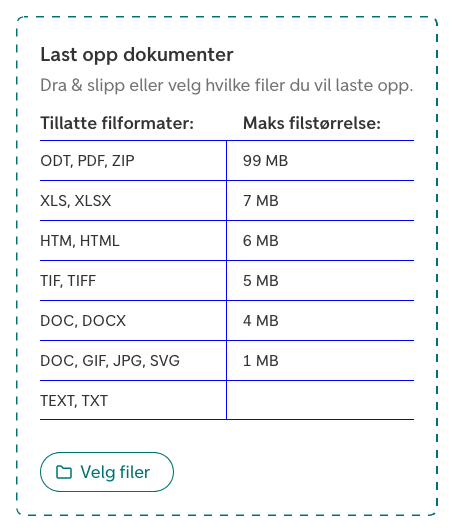 Last opp dokumenter
Dra & slipp eller velg hvilke filer du vil laste opp.
Tillatte filformater: Maks filstørrelse:
ODT, PDF, ZIP 99 MB
XLS, XLSX 7 MB
HTM, HTML 6 MB
TIF, TIFF 5 MB
DOC, DOCX 4 MB
DOC, GIF, JPG, SVG 1 MB
TEXT, TXT
Velg filer